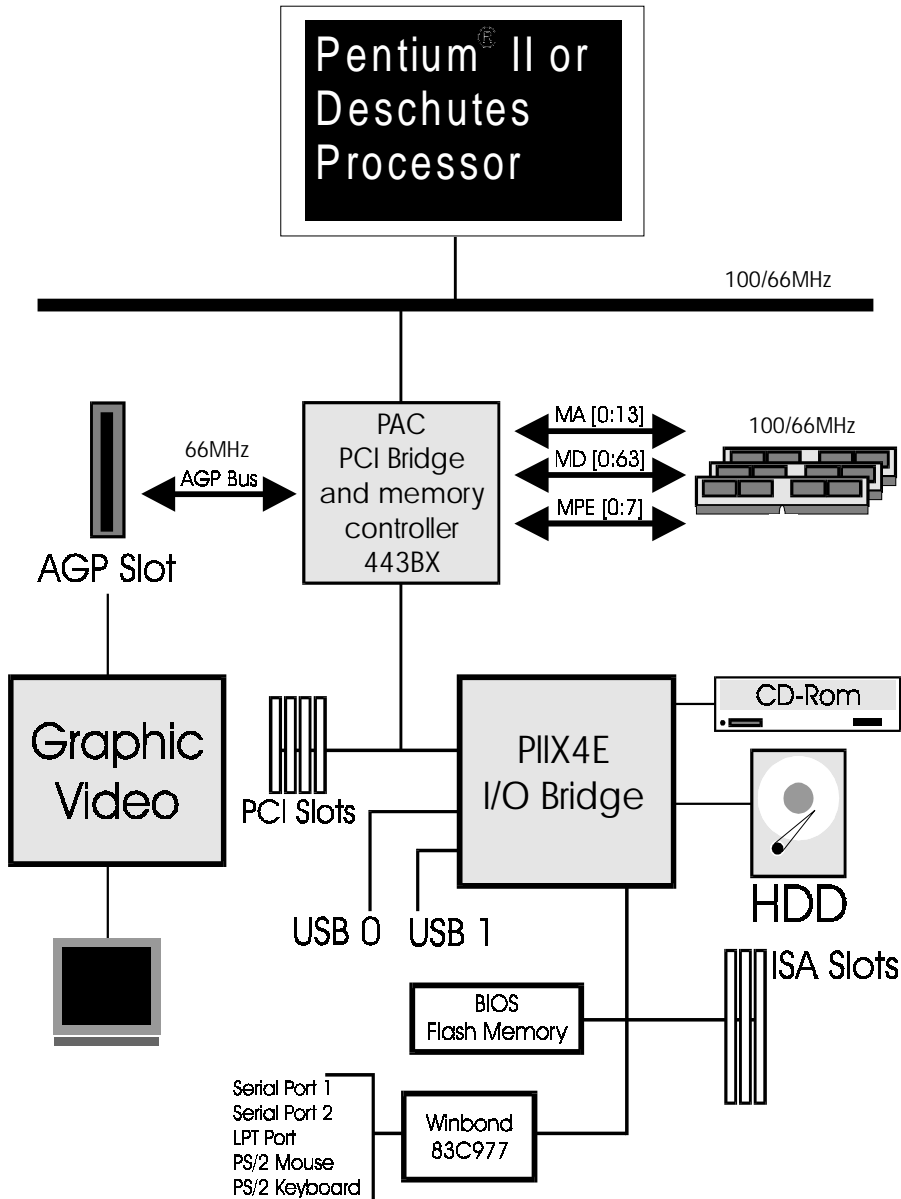 Pentium® II or
Deschutes
Processor
100/66MHz
PAC
PCI Bridge
and memory
controller
443BX
66MHz
AGP Bus
MA [0:13]
MD [0:63]
MPE [0:7]
100/66MHz
AGP Slot
Graphic
Video
PCI Slots
PIIX4E
I/O Bridge
CD-Rom
HDD
USB 0
USB 1
ISA Slots
BIOS
Flash Memory
Serial Port 1
Serial Port 2
LPT Port
PS/2 Mouse
PS/2 Keyboard
Winbond
83C977